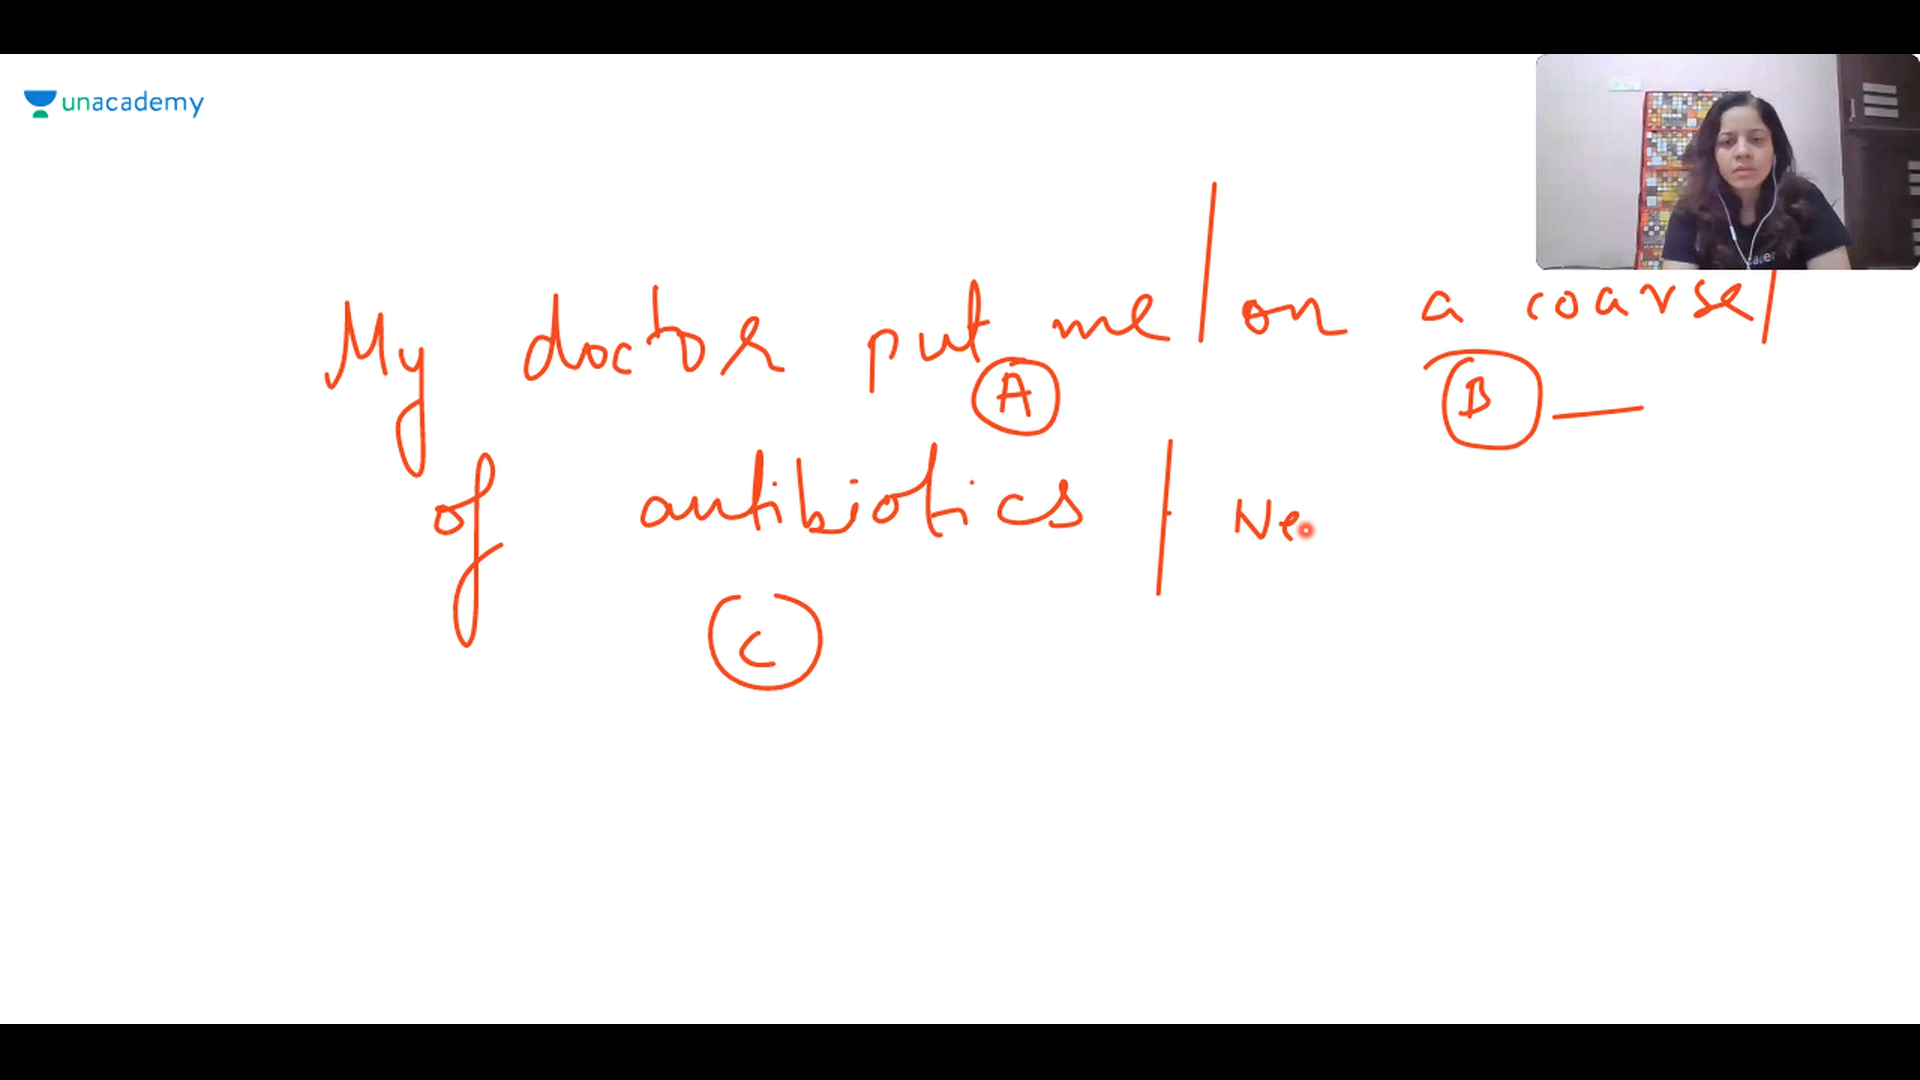 unacademy
My doctor put me / on a coarse /
A B —
of antibiotics / Ne
C